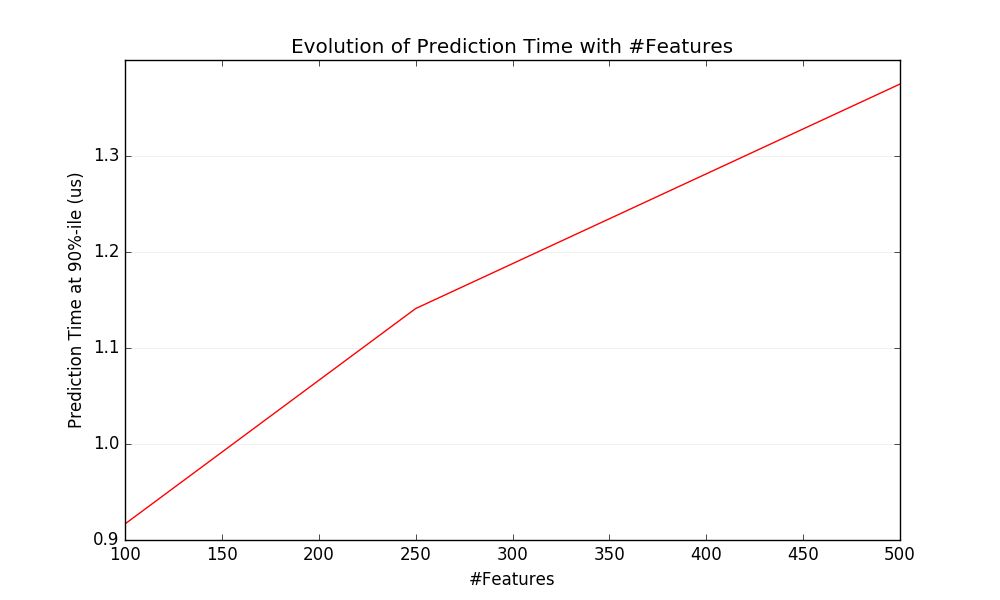 Evolution of Prediction Time with #Features
Prediction Time at 90%-ile (us)
1.3
1.2
1.1
1.0
0.9
100 150 200 250 300 350 400 450 500
#Features